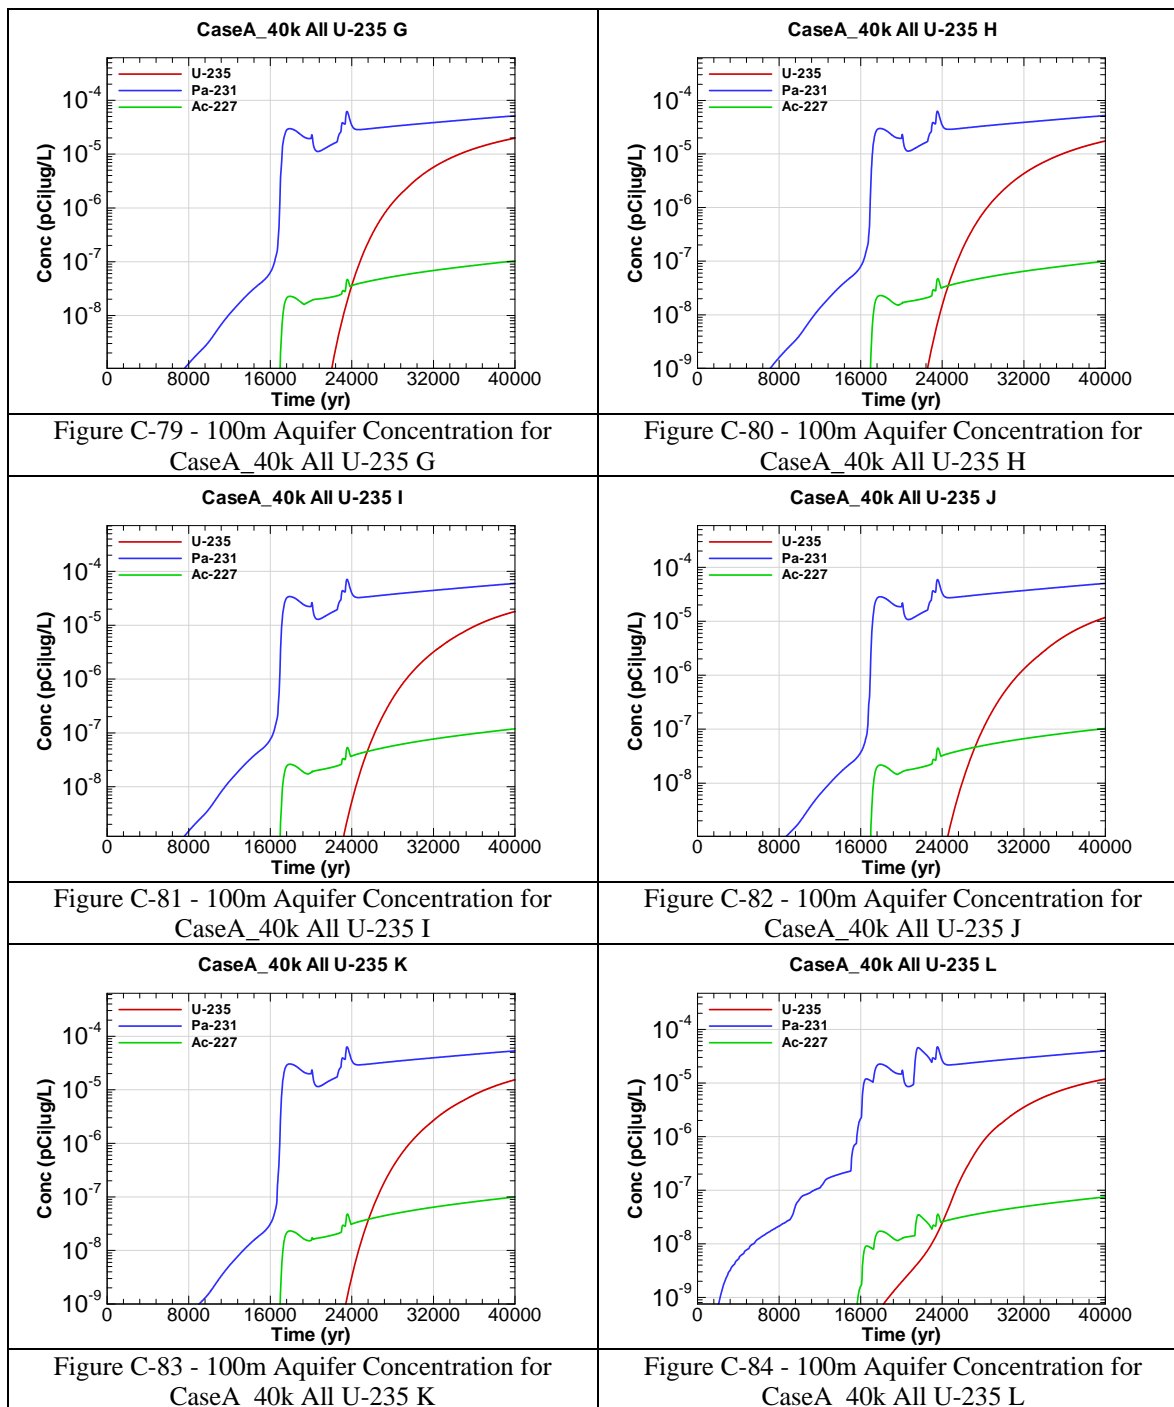 CaseA_40k All U-235 G
U-235
Pa-231
Ac-227
Conc (pCi|ug/L)
10-4
10-5
10-6
10-7
10-8
0 8000 16000 24000 32000 40000
Time (yr)
Figure C-79 - 100m Aquifer Concentration for
CaseA_40k All U-235 G
CaseA_40k All U-235 H
U-235
Pa-231
Ac-227
Conc (pCi|ug/L)
10-4
10-5
10-6
10-7
10-8
10-9
0 8000 16000 24000 32000 40000
Time (yr)
Figure C-80 - 100m Aquifer Concentration for
CaseA_40k All U-235 H
CaseA_40k All U-235 I
U-235
Pa-231
Ac-227
Conc (pCi|ug/L)
10-4
10-5
10-6
10-7
10-8
0 8000 16000 24000 32000 40000
Time (yr)
Figure C-81 - 100m Aquifer Concentration for
CaseA_40k All U-235 I
CaseA_40k All U-235 J
U-235
Pa-231
Ac-227
Conc (pCi|ug/L)
10-4
10-5
10-6
10-7
10-8
0 8000 16000 24000 32000 40000
Time (yr)
Figure C-82 - 100m Aquifer Concentration for
CaseA_40k All U-235 J
CaseA_40k All U-235 K
U-235
Pa-231
Ac-227
Conc (pCi|ug/L)
10-4
10-5
10-6
10-7
10-8
10-9
0 8000 16000 24000 32000 40000
Time (yr)
Figure C-83 - 100m Aquifer Concentration for
CaseA_40k All U-235 K
CaseA_40k All U-235 L
U-235
Pa-231
Ac-227
Conc (pCi|ug/L)
10-4
10-5
10-6
10-7
10-8
10-9
0 8000 16000 24000 32000 40000
Time (yr)
Figure C-84 - 100m Aquifer Concentration for
CaseA_40k All U-235 L